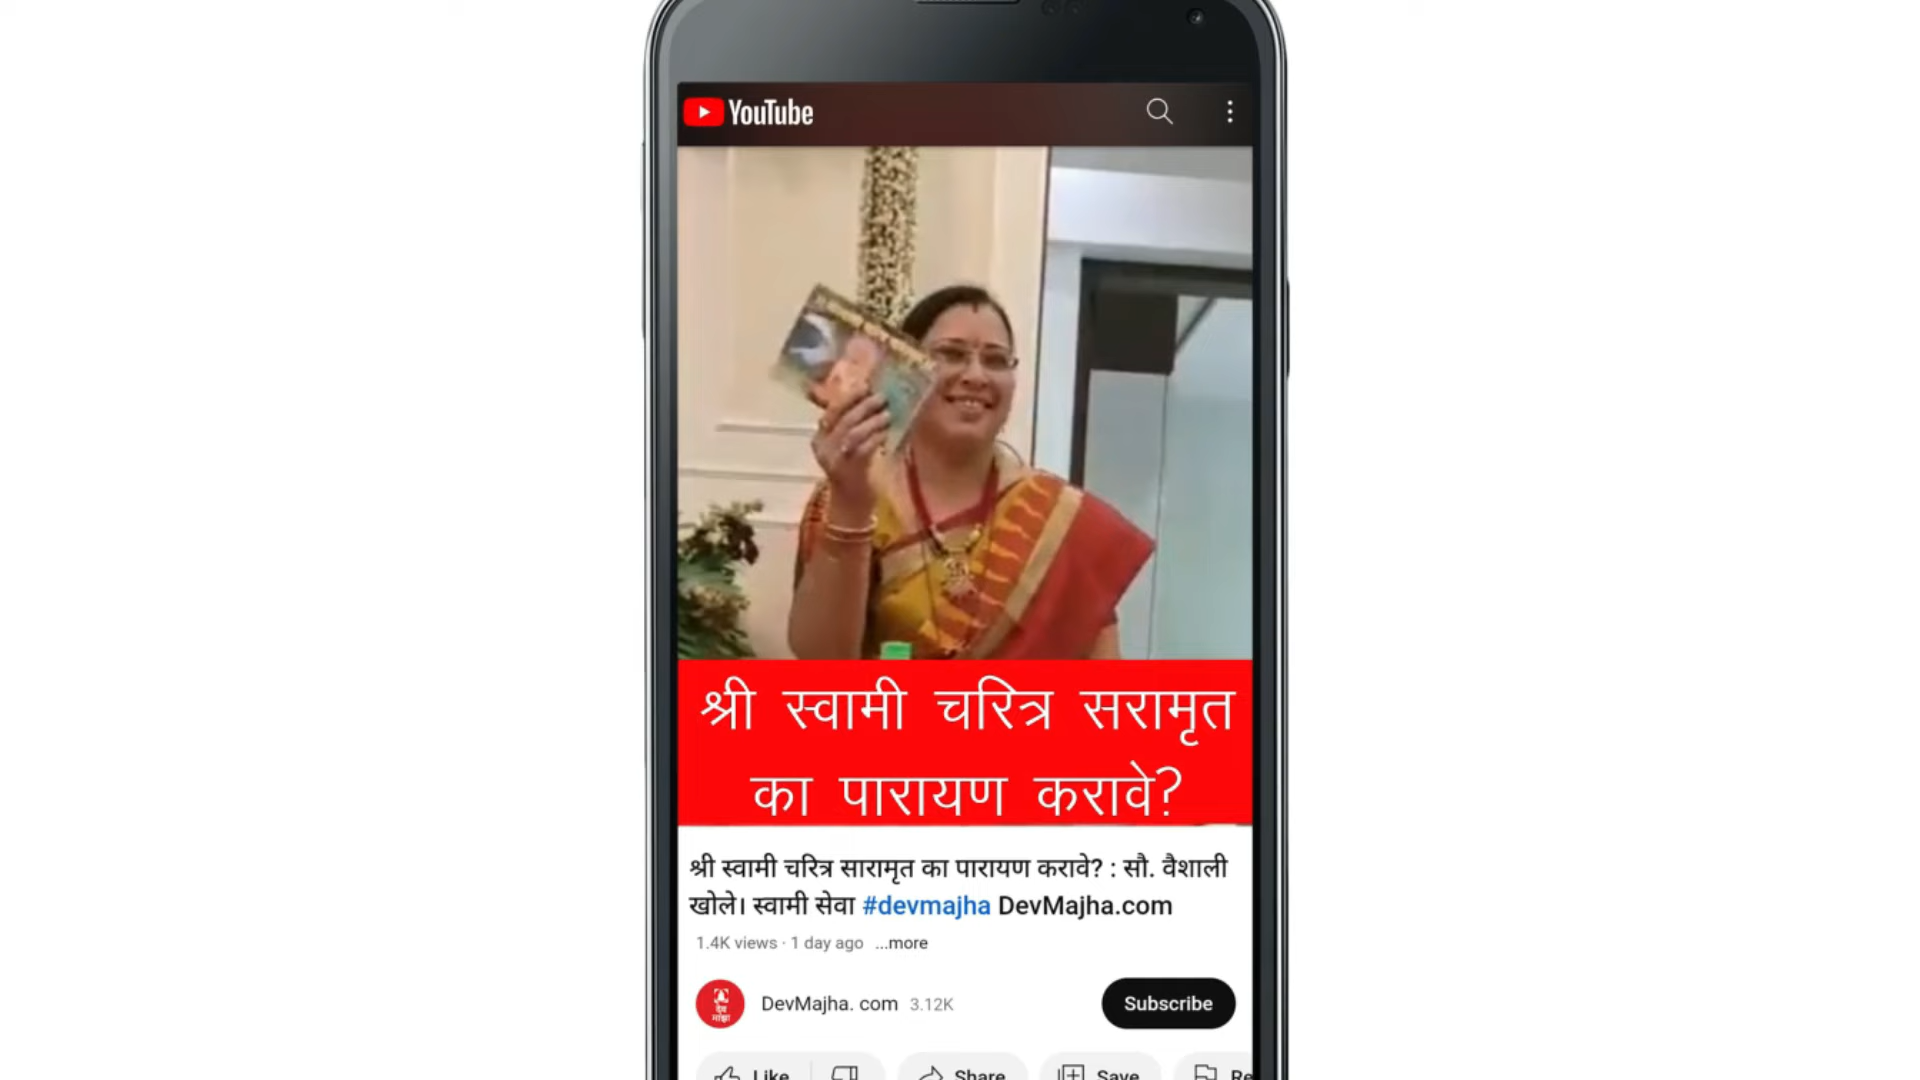 YouTube
श्री स्वामी चरित्र सरामृत
का पारायण करावे?
श्री स्वामी चरित्र सारामृत का पारायण करावे? : सौ. वैशाली
खोले। स्वामी सेवा #devmajha DevMajha.com
1.4K views · 1 day ago ...more
देव
माझा
DevMajha. com 3.12K
Subscribe
Like Share Save Re